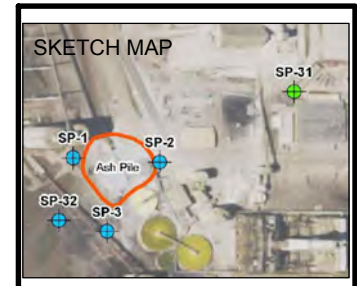 SKETCH MAP
SP-31
SP-1
SP-2
Ash Pile
SP-32
SP-3